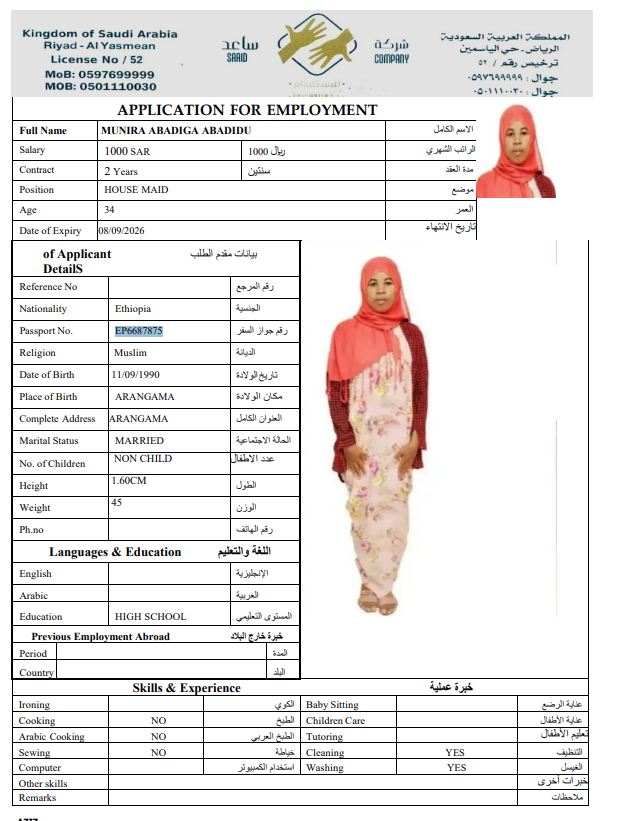 Kingdom of Saudi Arabia
Riyad - Al Yasmean
License No / 52
MoB: 0597699999
MOB: 0501110030
ساعد
SAAID
شركة
COMPANY
المملكة العربية السعودية
الرياض - حي الياسمين
ترخيص رقم / ٥٢
جوال : ٠٥٩٧٦٩٩٩٩٩
جوال : ٠٥٠١١١٠٠٣٠
APPLICATION FOR EMPLOYMENT
Full Name MUNIRA ABADIGA ABADIDU الاسم الكامل
Salary 1000 SAR 1000 ريال الراتب الشهري
Contract 2 Years سنتين مدة العقد
Position HOUSE MAID موضع
Age 34 العمر
Date of Expiry 08/09/2026 تاريخ الانتهاء
of Applicant بيانات مقدم الطلب
DetailS
Reference No رقم المرجع
Nationality Ethiopia الجنسية
Passport No. EP6687875 رقم جواز السفر
Religion Muslim الديانة
Date of Birth 11/09/1990 تاريخ الولادة
Place of Birth ARANGAMA مكان الولادة
Complete Address ARANGAMA العنوان الكامل
Marital Status MARRIED الحالة الاجتماعية
No. of Children NON CHILD عدد الاطفال
Height 1.60CM الطول
Weight 45 الوزن
Ph.no رقم الهاتف
Languages & Education اللغة والتعليم
English الإنجليزية
Arabic العربية
Education HIGH SCHOOL المستوى التعليمي
Previous Employment Abroad خبرة خارج البلاد
Period المدة
Country البلد
Skills & Experience خبرة عملية
Ironing الكوي Baby Sitting عناية الرضع
Cooking NO الطبخ Children Care عناية الأطفال
Arabic Cooking NO الطبخ العربي Tutoring تعليم الأطفال
Sewing NO خياطة Cleaning YES التنظيف
Computer استخدام الكمبيوتر Washing YES الغيسل
Other skills خبرات أخرى
Remarks ملاحظات